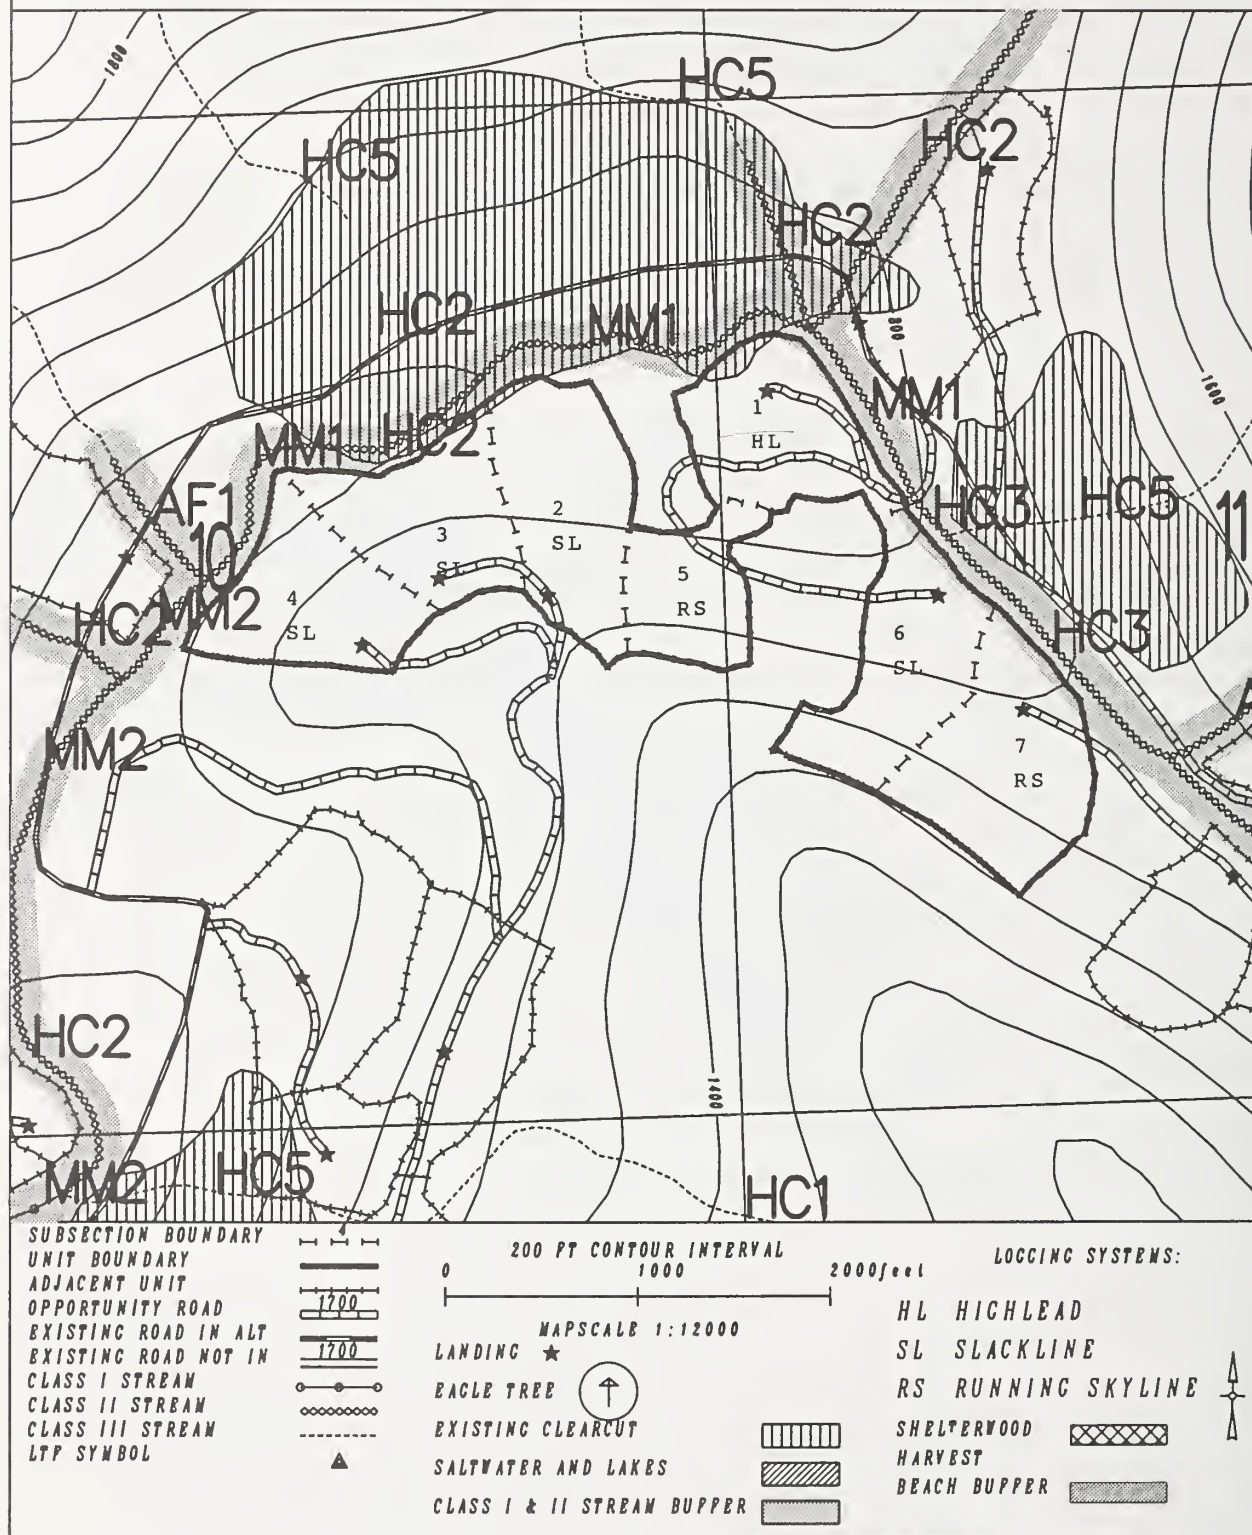 1800
HC5
HC5
HC2
HC2
HC2
MM1
800
MM1
1600
1
HL
HC2
MM1
AF1
10
HC3
HC5
11
2
SL
3
SL
2
4
SL
5
RS
6
SL
HC2
MM2
HC3
MM2
7
RS
A
HC2
1400
MM2
HC5
HC1
SUBSECTION BOUNDARY
UNIT BOUNDARY
ADJACENT UNIT
OPPORTUNITY ROAD 1700
EXISTING ROAD IN ALT
EXISTING ROAD NOT IN 1700
CLASS I STREAM
CLASS II STREAM
CLASS III STREAM
LTF SYMBOL
200 FT CONTOUR INTERVAL
0 1000 2000feet
MAPSCALE 1:12000
LANDING
EAGLE TREE
EXISTING CLEARCUT
SALTWATER AND LAKES
CLASS I & II STREAM BUFFER
LOGGING SYSTEMS:
HL HIGHLEAD
SL SLACKLINE
RS RUNNING SKYLINE
SHELTERWOOD
HARVEST
BEACH BUFFER